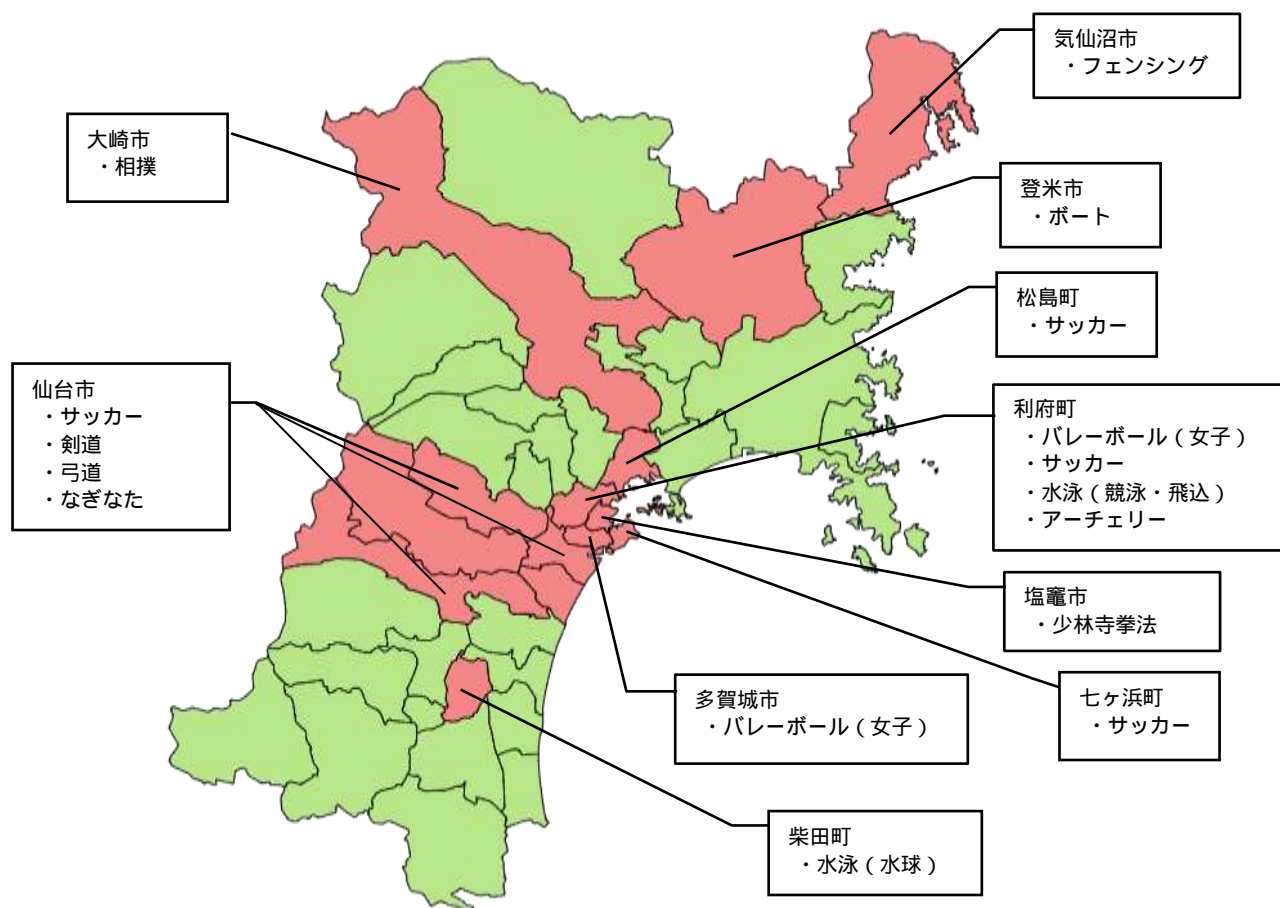 気仙沼市
・フェンシング
大崎市
・相撲
登米市
・ボート
松島町
・サッカー
仙台市
・サッカー
・剣道
・弓道
・なぎなた
利府町
・バレーボール（女子）
・サッカー
・水泳（競泳・飛込）
・アーチェリー
塩竈市
・少林寺拳法
多賀城市
・バレーボール（女子）
七ヶ浜町
・サッカー
柴田町
・水泳（水球）